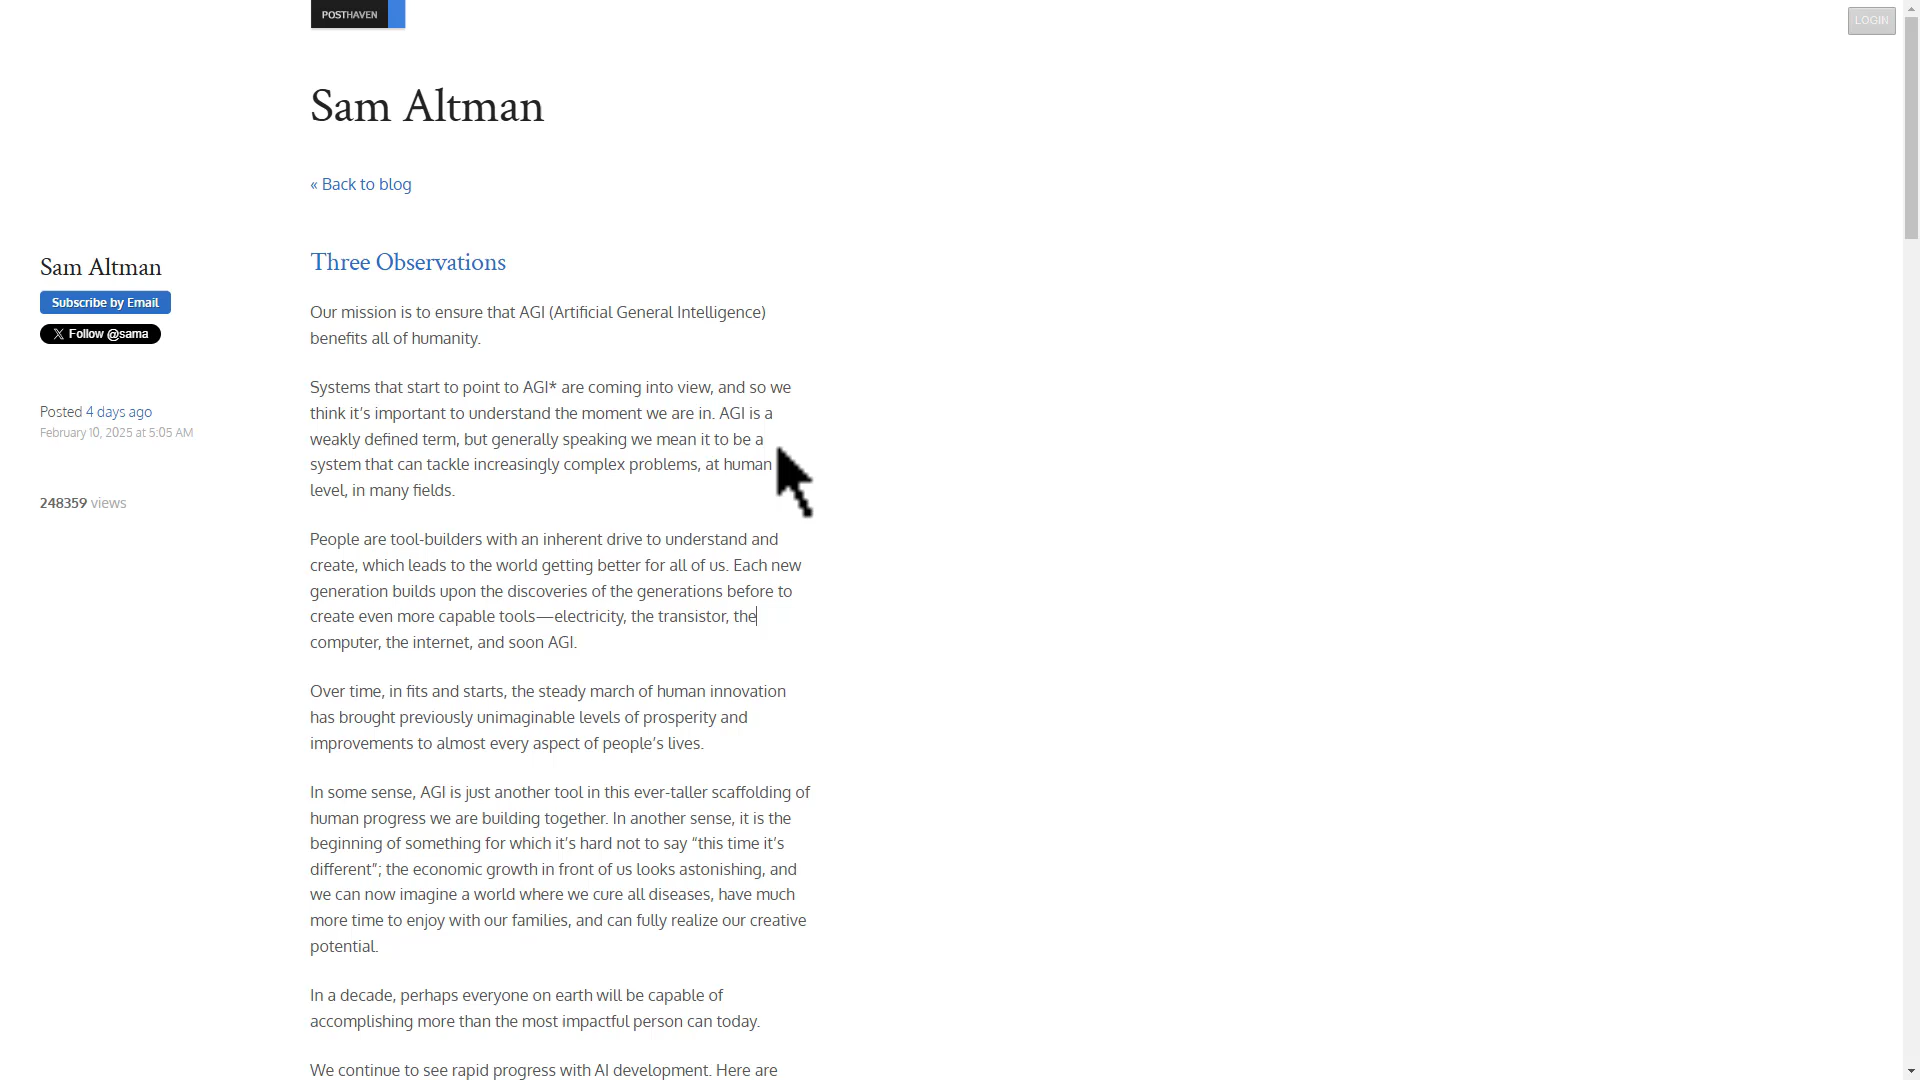 POSTHAVEN
LOGIN
Sam Altman
« Back to blog
Sam Altman
Subscribe by Email
Follow @sama
Posted 4 days ago
February 10, 2025 at 5:05 AM
248359 views
Three Observations
Our mission is to ensure that AGI (Artificial General Intelligence)
benefits all of humanity.
Systems that start to point to AGI* are coming into view, and so we
think it’s important to understand the moment we are in. AGI is a
weakly defined term, but generally speaking we mean it to be a
system that can tackle increasingly complex problems, at human
level, in many fields.
People are tool-builders with an inherent drive to understand and
create, which leads to the world getting better for all of us. Each new
generation builds upon the discoveries of the generations before to
create even more capable tools—electricity, the transistor, the
computer, the internet, and soon AGI.
Over time, in fits and starts, the steady march of human innovation
has brought previously unimaginable levels of prosperity and
improvements to almost every aspect of people’s lives.
In some sense, AGI is just another tool in this ever-taller scaffolding of
human progress we are building together. In another sense, it is the
beginning of something for which it’s hard not to say “this time it’s
different”; the economic growth in front of us looks astonishing, and
we can now imagine a world where we cure all diseases, have much
more time to enjoy with our families, and can fully realize our creative
potential.
In a decade, perhaps everyone on earth will be capable of
accomplishing more than the most impactful person can today.
We continue to see rapid progress with AI development. Here are